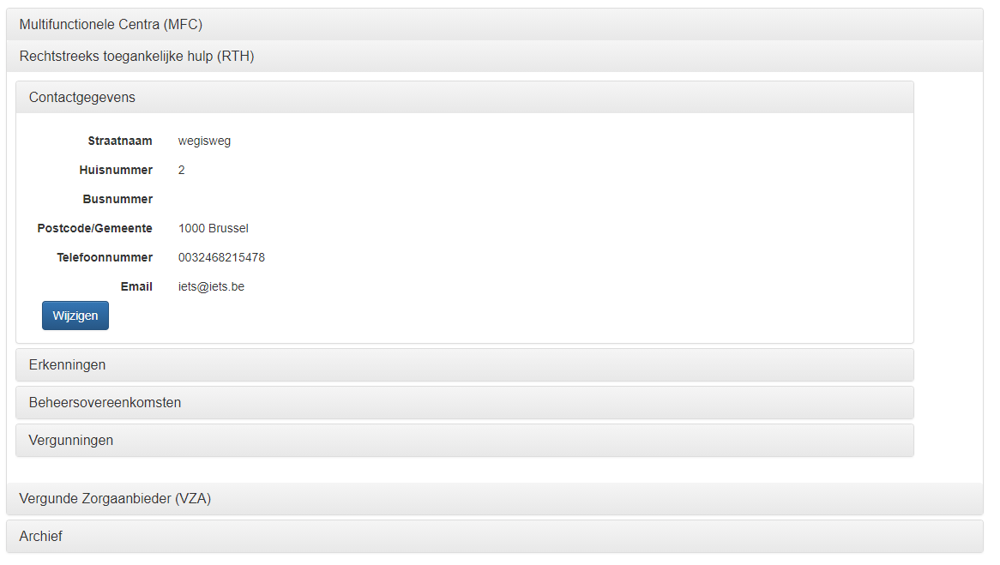 Multifunctionele Centra (MFC)
Rechtstreeks toegankelijke hulp (RTH)
Contactgegevens
Straatnaam wegisweg
Huisnummer 2
Busnummer
Postcode/Gemeente 1000 Brussel
Telefoonnummer 0032468215478
Email iets@iets.be
Wijzigen
Erkenningen
Beheersovereenkomsten
Vergunningen
Vergunde Zorgaanbieder (VZA)
Archief